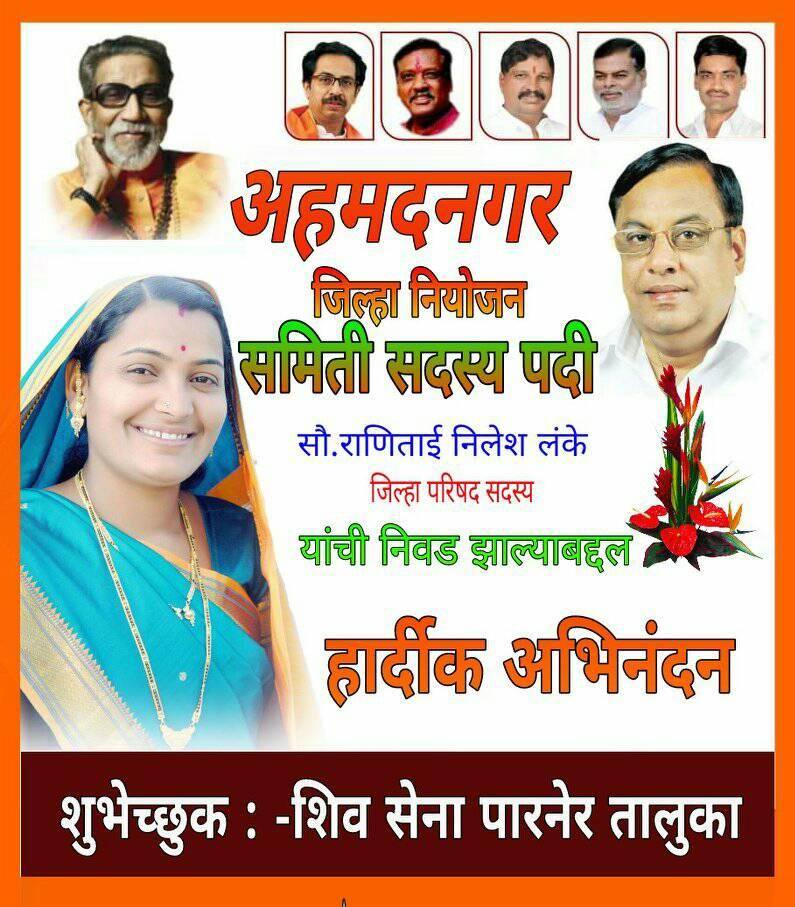 अहमदनगर
जिल्हा नियोजन
समिती सदस्य पदी
सौ.राणिताई निलेश लंके
जिल्हा परिषद सदस्य
यांची निवड झाल्याबद्दल
हार्दीक अभिनंदन
शुभेच्छुक : -शिव सेना पारनेर तालुका